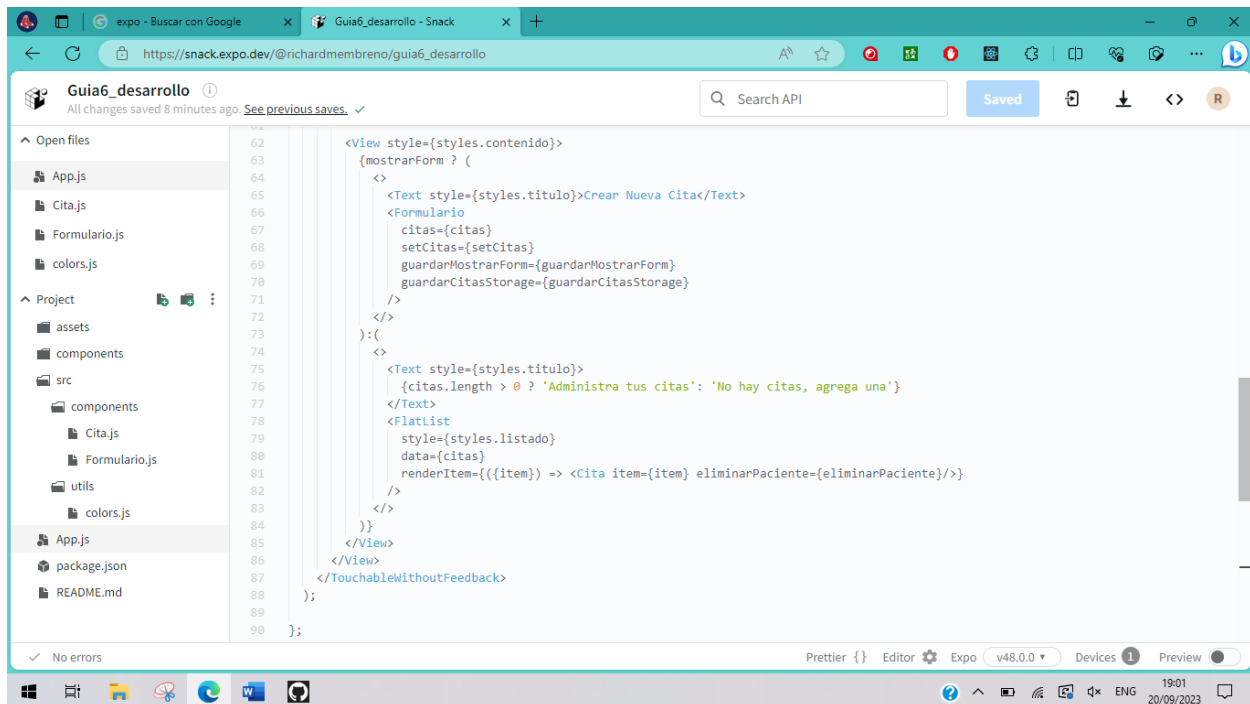 expo - Buscar con Google
Guia6_desarrollo - Snack
https://snack.expo.dev/@richardmembreno/guia6_desarrollo
Guia6_desarrollo
All changes saved 8 minutes ago. See previous saves.
Search API
Saved
R
Open files
App.js
Cita.js
Formulario.js
colors.js
Project
assets
components
src
components
Cita.js
Formulario.js
utils
colors.js
App.js
package.json
README.md
61
62 <View style={styles.contenido}>
63 {mostrarForm ? (
64 <>
65 <Text style={styles.titulo}>Crear Nueva Cita</Text>
66 <Formulario
67 citas={citas}
68 setCitas={setCitas}
69 guardarMostrarForm={guardarMostrarForm}
70 guardarCitasStorage={guardarCitasStorage}
71 />
72 </>
73 ):(
74 <>
75 <Text style={styles.titulo}>
76 {citas.length > 0 ? 'Administra tus citas': 'No hay citas, agrega una'}
77 </Text>
78 <FlatList
79 style={styles.listado}
80 data={citas}
81 renderItem={({item}) => <Cita item={item} eliminarPaciente={eliminarPaciente}/>}
82 />
83 </>
84 )}
85 </View>
86 </View>
87 </TouchableWithoutFeedback>
88 );
89
90 };
No errors
Prettier {} Editor Expo v48.0.0 Devices 1 Preview
ENG
19:01
20/09/2023